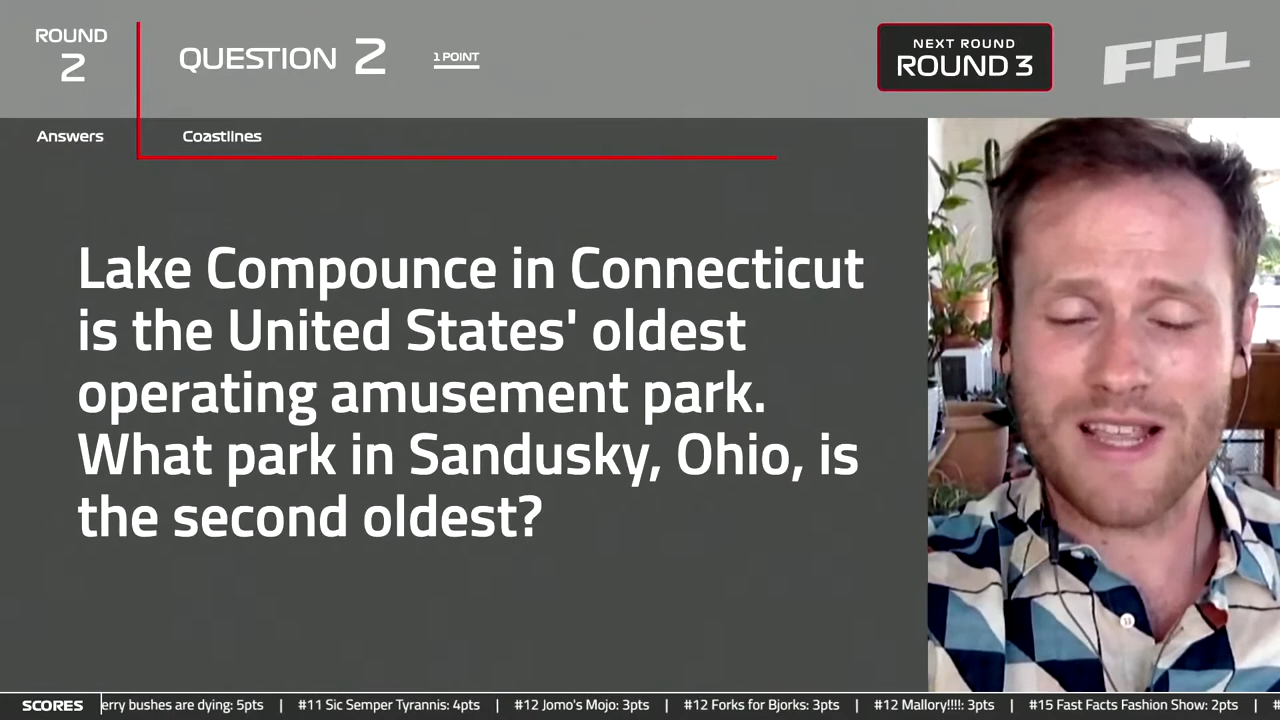 ROUND
2
QUESTION 2
1 POINT
NEXT ROUND
ROUND 3
FFL
Answers
Coastlines
Lake Compounce in Connecticut
is the United States' oldest
operating amusement park.
What park in Sandusky, Ohio, is
the second oldest?
SCORES
erry bushes are dying: 5pts | #11 Sic Semper Tyrannis: 4pts | #12 Jomo's Mojo: 3pts | #12 Forks for Bjorks: 3pts | #12 Mallory!!!!: 3pts | #15 Fast Facts Fashion Show: 2pts | #